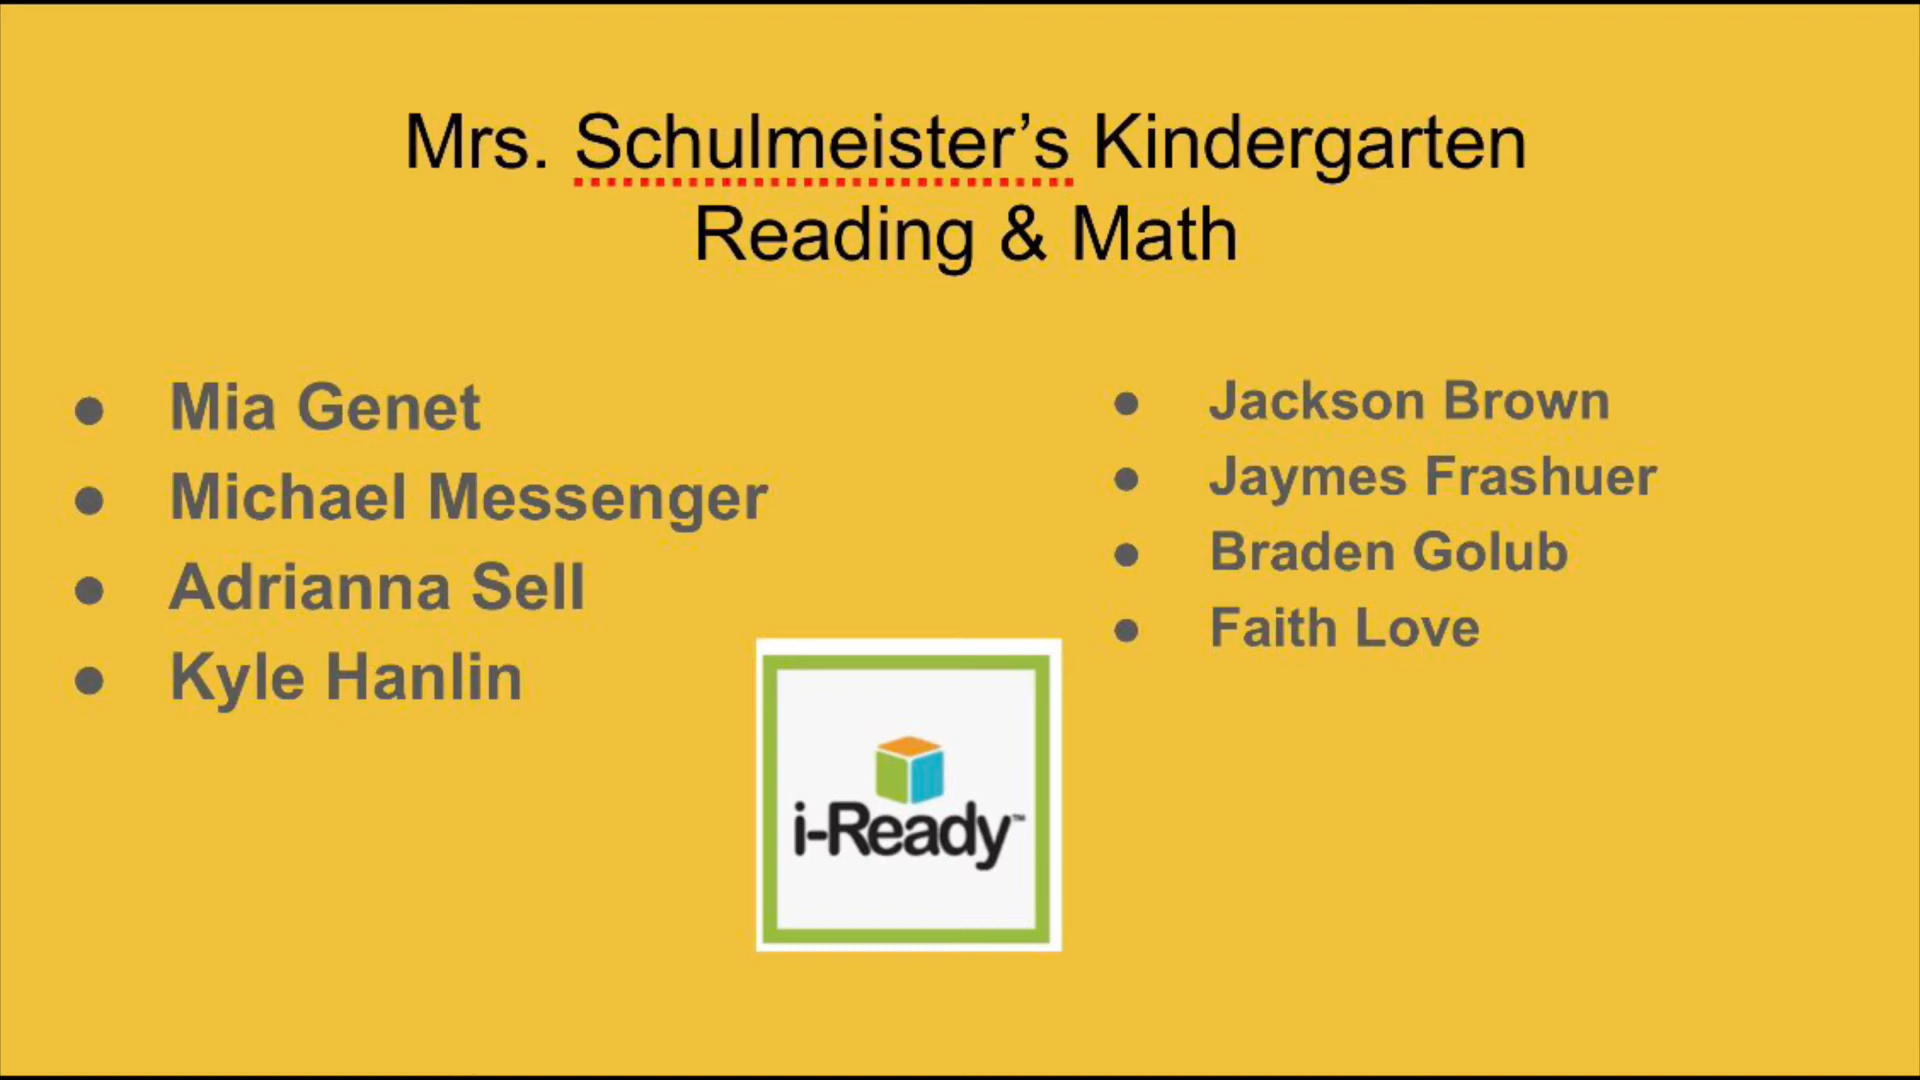 Mrs. Schulmeister’s Kindergarten
Reading & Math
● Mia Genet
● Michael Messenger
● Adrianna Sell
● Kyle Hanlin
● Jackson Brown
● Jaymes Frashuer
● Braden Golub
● Faith Love
i-Ready™